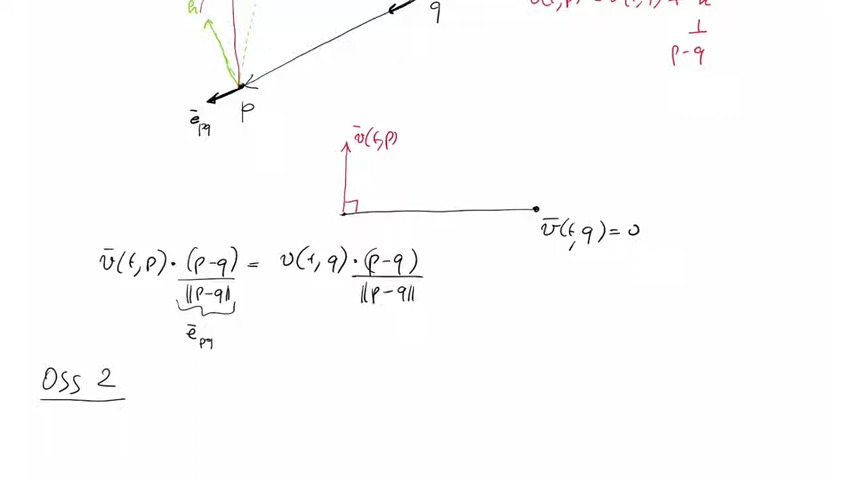 q
⊥
p-q
ē_pq
p
v̄(t,p)
v̄(t,q)=0
v̄(t,p)·(p-q)/||p-q|| = v(t,q)·(p-q)/||p-q||
ē_pq
OSS 2